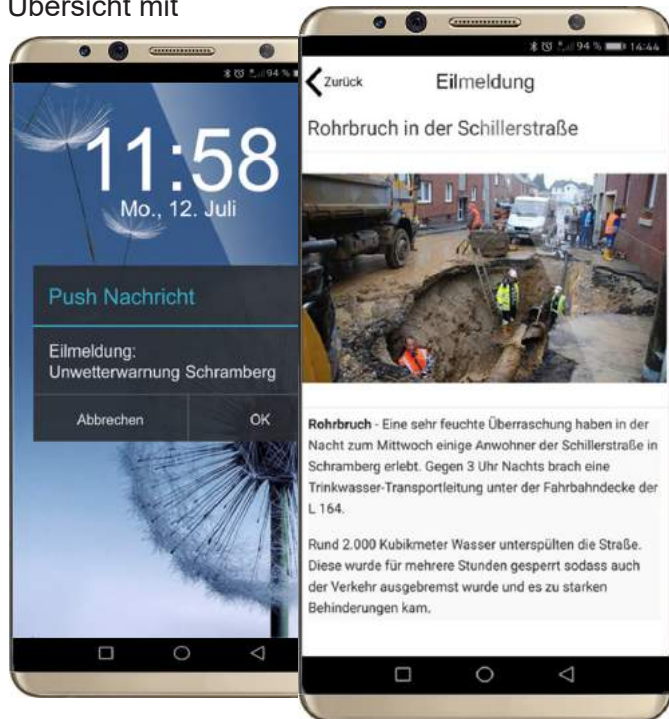 Übersicht mit
94 %
11:58
Mo., 12. Juli
Push Nachricht
Eilmeldung:
Unwetterwarnung Schramberg
Abbrechen OK
94 % 14:44
Zurück Eilmeldung
Rohrbruch in der Schillerstraße
Rohrbruch - Eine sehr feuchte Überraschung haben in der
Nacht zum Mittwoch einige Anwohner der Schillerstraße in
Schramberg erlebt. Gegen 3 Uhr Nachts brach eine
Trinkwasser-Transportleitung unter der Fahrbahndecke der
L 164.
Rund 2.000 Kubikmeter Wasser unterspülten die Straße.
Diese wurde für mehrere Stunden gesperrt sodass auch
der Verkehr ausgebremst wurde und es zu starken
Behinderungen kam.